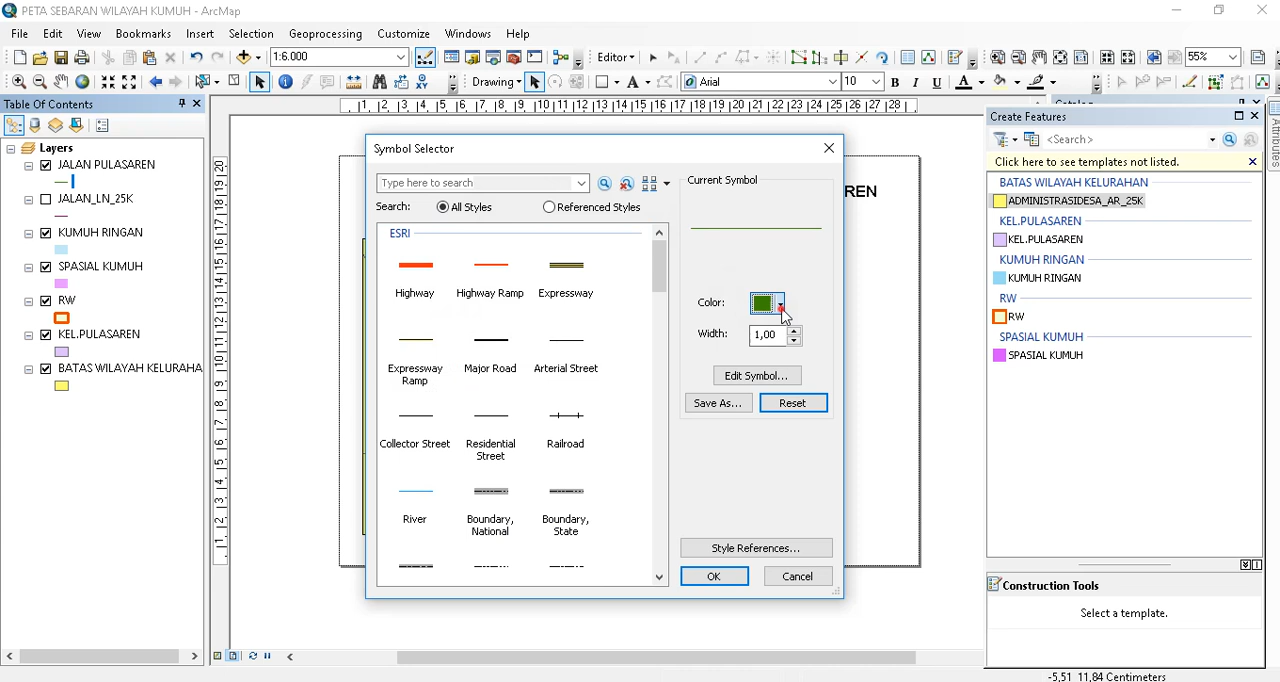 PETA SEBARAN WILAYAH KUMUH - ArcMap
File Edit View Bookmarks Insert Selection Geoprocessing Customize Windows Help
1:6.000 Editor 55%
Drawing Arial 10 B I U A
Table Of Contents
Layers
JALAN PULASAREN
JALAN_LN_25K
KUMUH RINGAN
SPASIAL KUMUH
RW
KEL.PULASAREN
BATAS WILAYAH KELURAHA
REN
Symbol Selector
Type here to search
Search: All Styles Referenced Styles
ESRI
Highway Highway Ramp Expressway
Expressway Ramp Major Road Arterial Street
Collector Street Residential Street Railroad
River Boundary, National Boundary, State
Current Symbol
Color:
Width: 1,00
Edit Symbol...
Save As... Reset
Style References...
OK Cancel
Create Features
<Search>
Click here to see templates not listed.
BATAS WILAYAH KELURAHAN
ADMINISTRASIDESA_AR_25K
KEL.PULASAREN
KEL.PULASAREN
KUMUH RINGAN
KUMUH RINGAN
RW
RW
SPASIAL KUMUH
SPASIAL KUMUH
Construction Tools
Select a template.
Attributes
-5,51 11,84 Centimeters